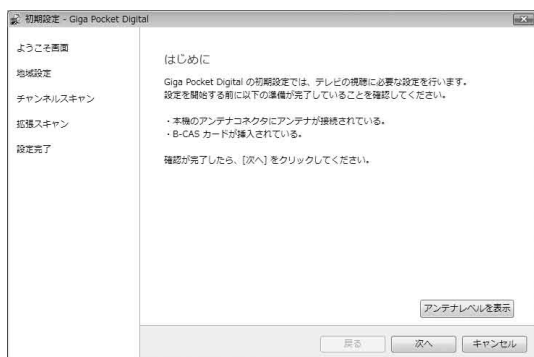 初期設定 - Giga Pocket Digital
ようこそ画面
地域設定
チャンネルスキャン
拡張スキャン
設定完了
はじめに
Giga Pocket Digital の初期設定では、テレビの視聴に必要な設定を行います。
設定を開始する前に以下の準備が完了していることを確認してください。
・本機のアンテナコネクタにアンテナが接続されている。
・B-CAS カードが挿入されている。
確認が完了したら、[次へ] をクリックしてください。
アンテナレベルを表示
戻る
次へ
キャンセル